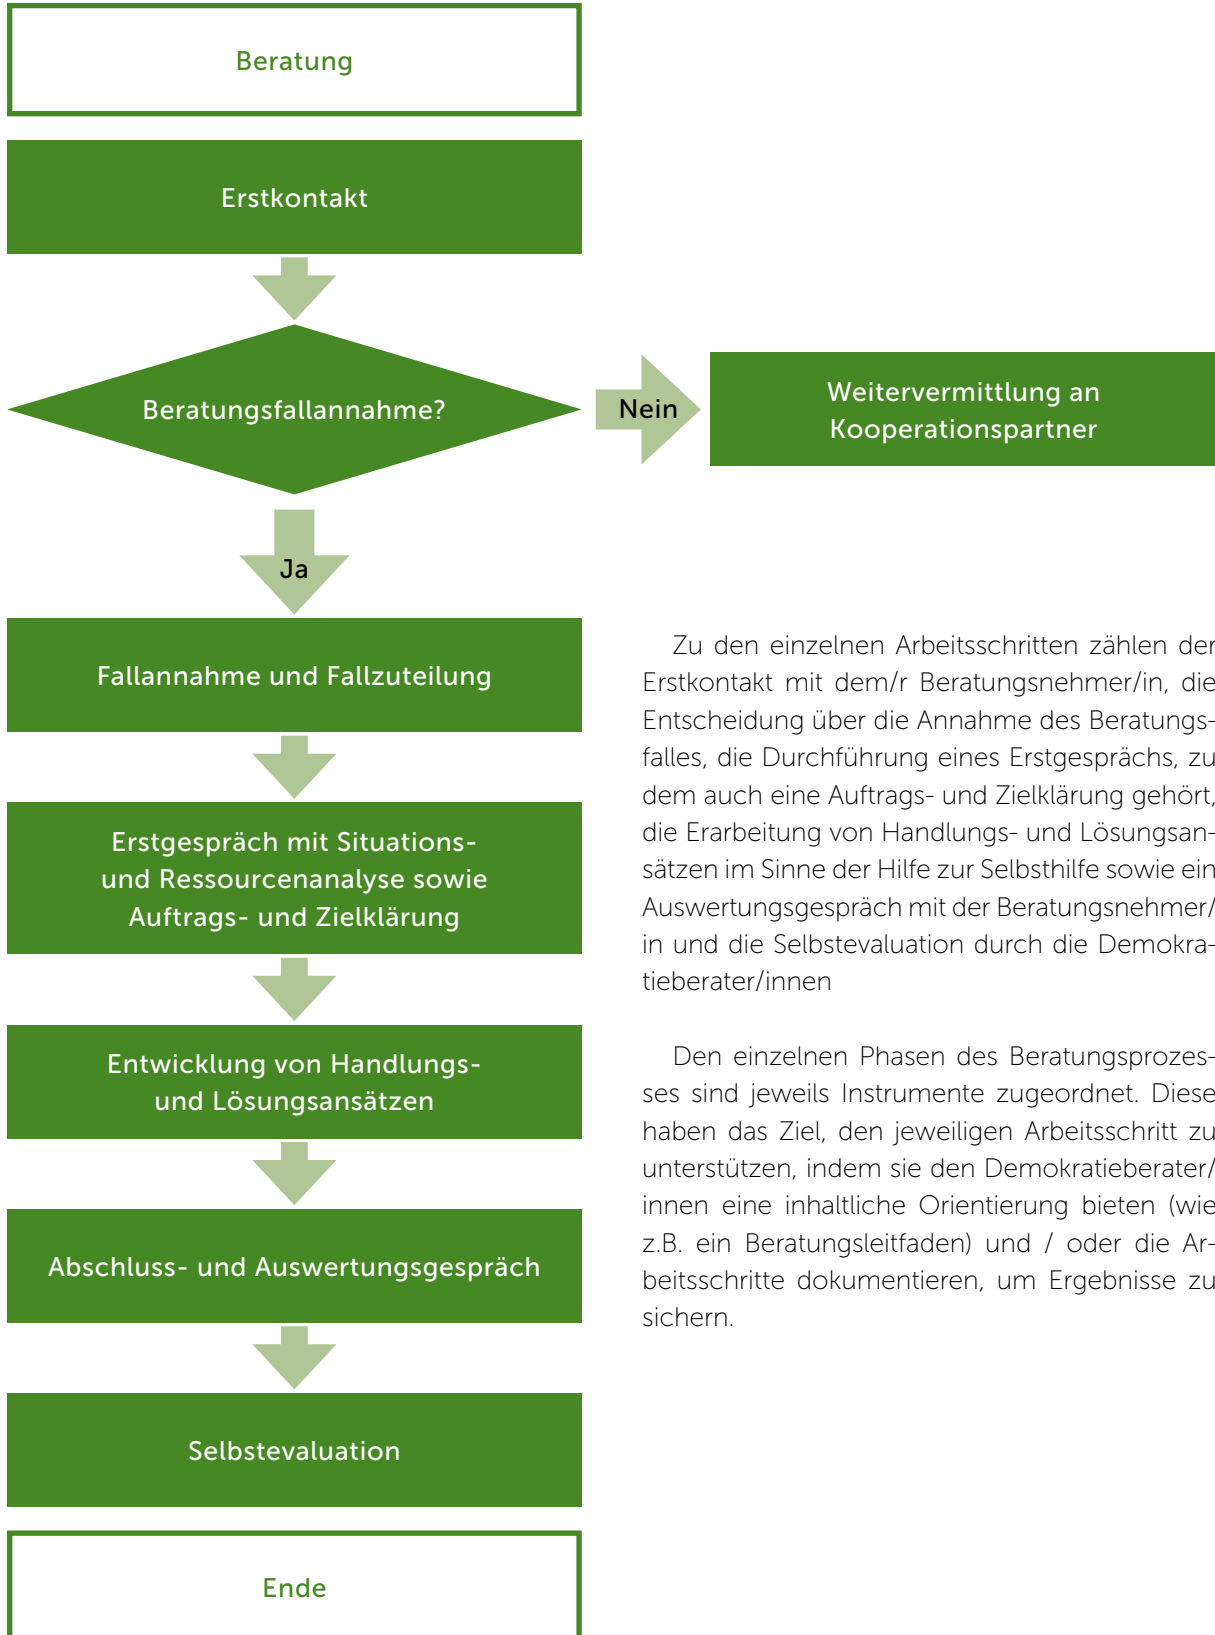 Beratung
Erstkontakt
Beratungsfallannahme?
Nein
Weitervermittlung an
Kooperationspartner
Ja
Fallannahme und Fallzuteilung
Erstgespräch mit Situations-
und Ressourcenanalyse sowie
Auftrags- und Zielklärung
Entwicklung von Handlungs-
und Lösungsansätzen
Abschluss- und Auswertungsgespräch
Selbstevaluation
Ende
Zu den einzelnen Arbeitsschritten zählen der
Erstkontakt mit dem/r Beratungsnehmer/in, die
Entscheidung über die Annahme des Beratungs-
falles, die Durchführung eines Erstgesprächs, zu
dem auch eine Auftrags- und Zielklärung gehört,
die Erarbeitung von Handlungs- und Lösungsan-
sätzen im Sinne der Hilfe zur Selbsthilfe sowie ein
Auswertungsgespräch mit der Beratungsnehmer/
in und die Selbstevaluation durch die Demokra-
tieberater/innen
Den einzelnen Phasen des Beratungsprozes-
ses sind jeweils Instrumente zugeordnet. Diese
haben das Ziel, den jeweiligen Arbeitsschritt zu
unterstützen, indem sie den Demokratieberater/
innen eine inhaltliche Orientierung bieten (wie
z.B. ein Beratungsleitfaden) und / oder die Ar-
beitsschritte dokumentieren, um Ergebnisse zu
sichern.